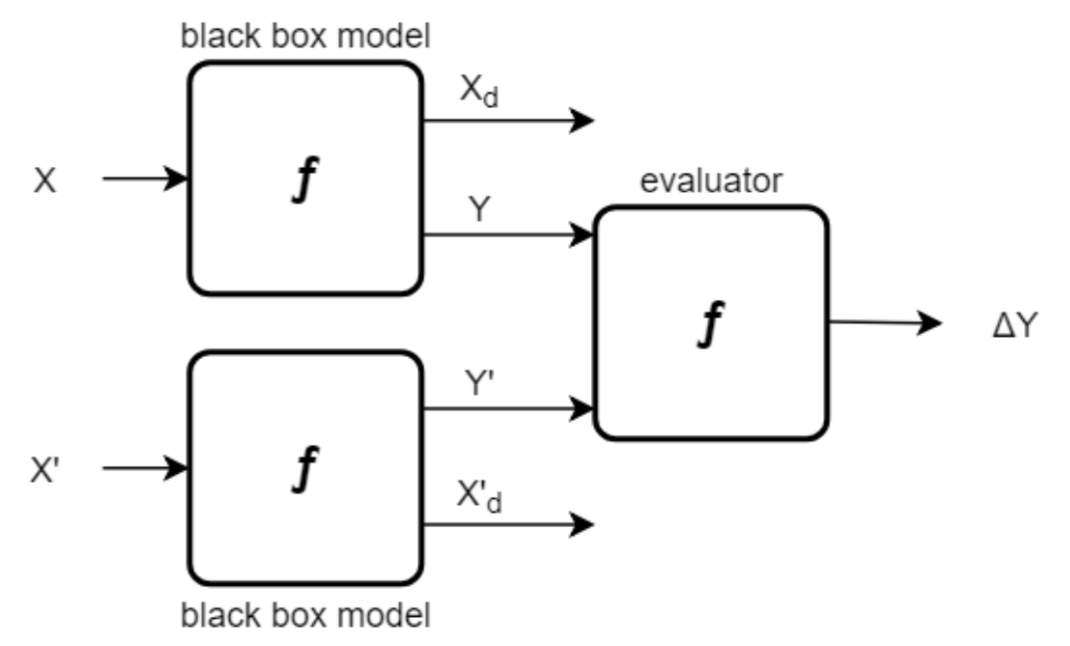 black box model
X
f
X_d
Y
evaluator
f
ΔY
Y'
X'
f
X'_d
black box model